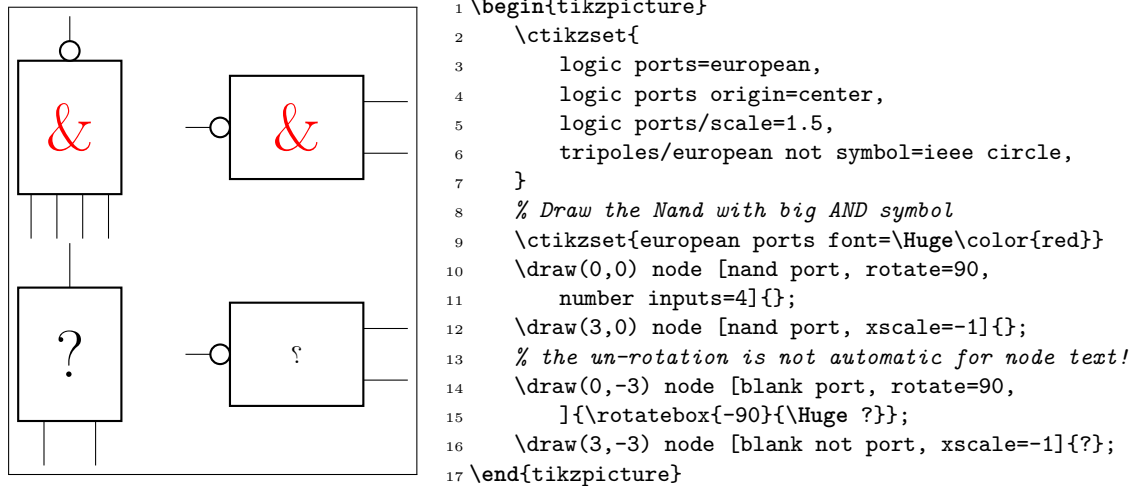 & &
? ؟
1 \begin{tikzpicture}
2 \ctikzset{
3 logic ports=european,
4 logic ports origin=center,
5 logic ports/scale=1.5,
6 tripoles/european not symbol=ieee circle,
7 }
8 % Draw the Nand with big AND symbol
9 \ctikzset{european ports font=\Huge\color{red}}
10 \draw(0,0) node [nand port, rotate=90,
11 number inputs=4]{};
12 \draw(3,0) node [nand port, xscale=-1]{};
13 % the un-rotation is not automatic for node text!
14 \draw(0,-3) node [blank port, rotate=90,
15 ]{\rotatebox{-90}{\Huge ?}};
16 \draw(3,-3) node [blank not port, xscale=-1]{?};
17 \end{tikzpicture}